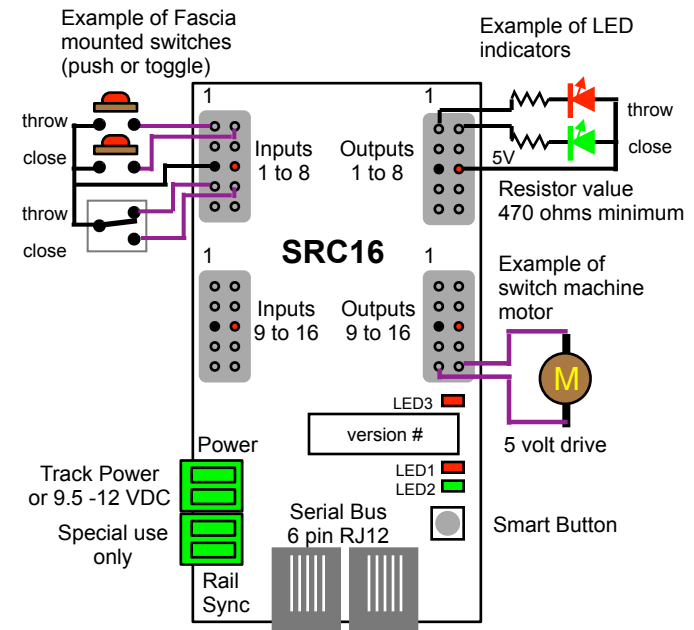 Example of Fascia
mounted switches
(push or toggle)
Example of LED
indicators
1
1
throw
throw
close
close
Inputs
1 to 8
Outputs
1 to 8
5V
Resistor value
470 ohms minimum
throw
close
SRC16
1
1
Example of
switch machine
motor
Inputs
9 to 16
Outputs
9 to 16
M
5 volt drive
LED3
version #
Power
LED1
LED2
Track Power
or 9.5 -12 VDC
Special use
only
Serial Bus
6 pin RJ12
Smart Button
Rail
Sync